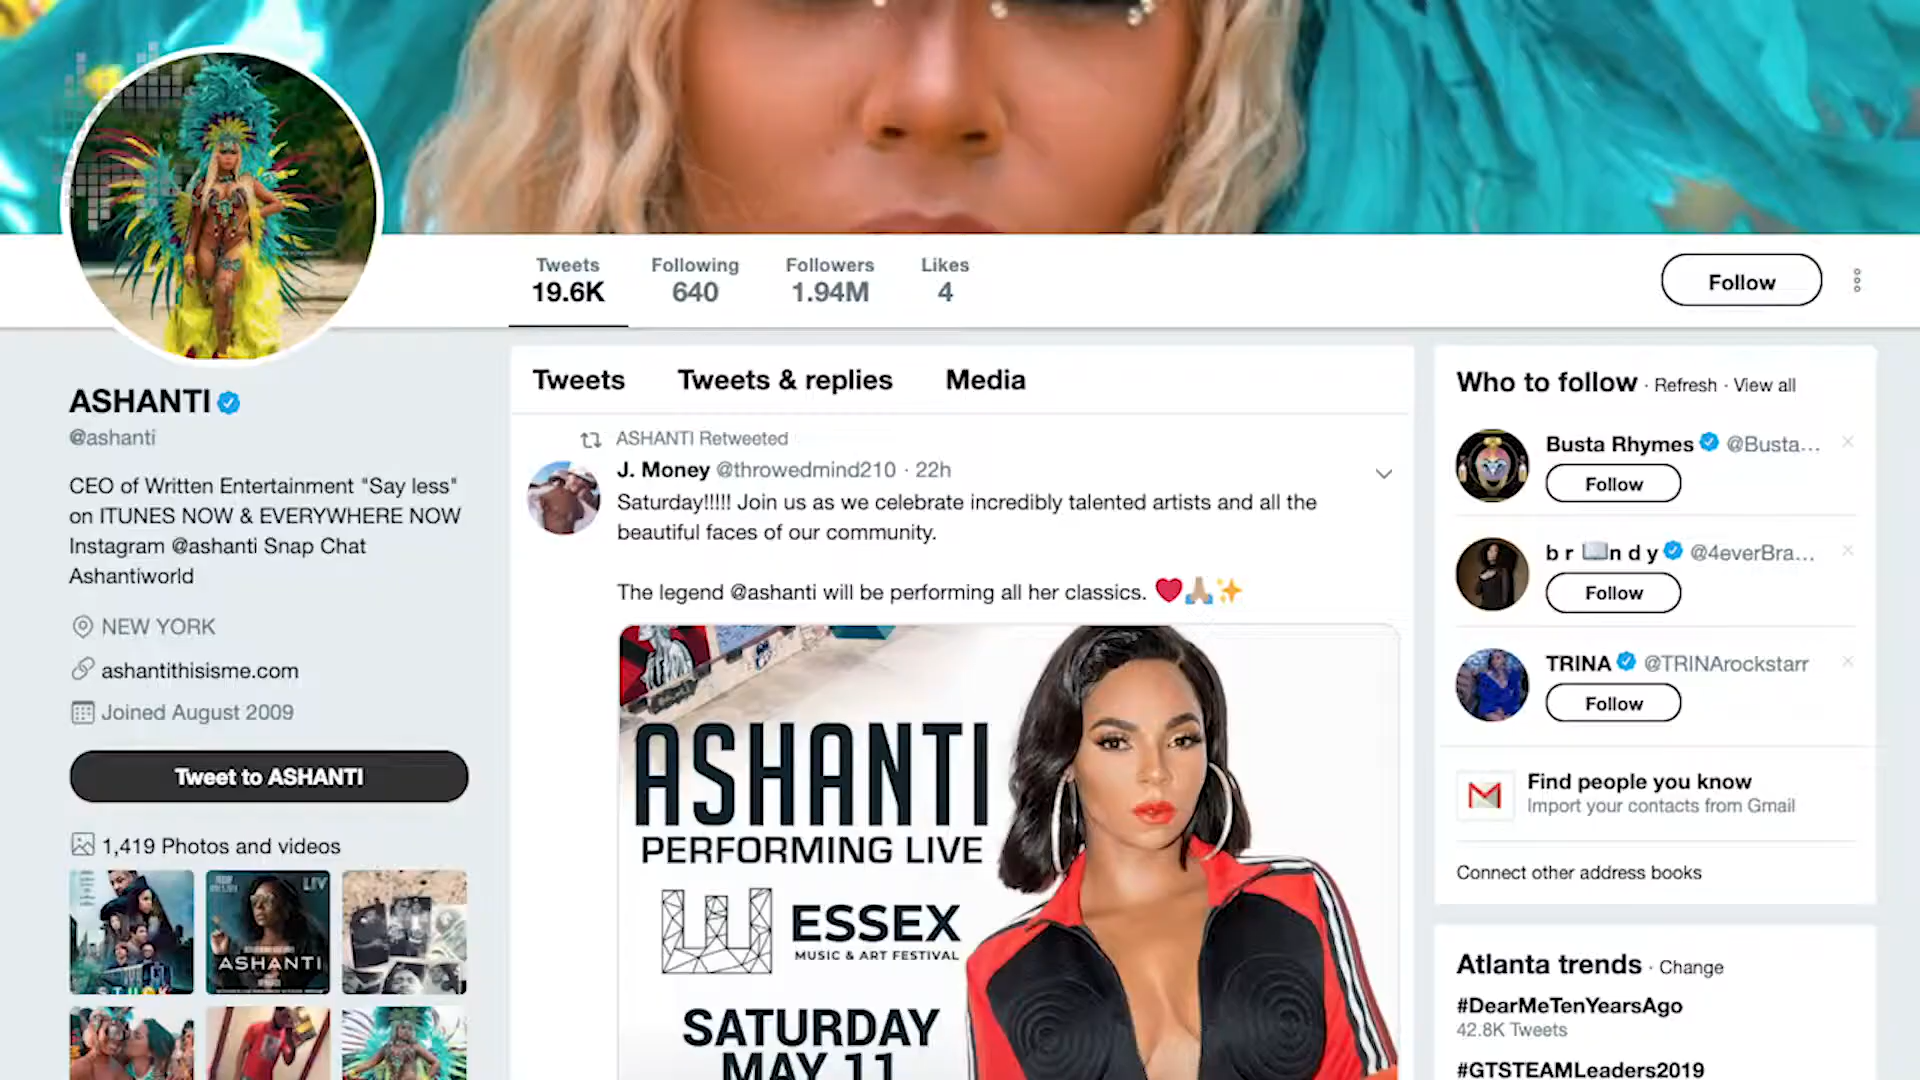 Tweets
19.6K
Following
640
Followers
1.94M
Likes
4
Follow
ASHANTI
@ashanti
CEO of Written Entertainment "Say less"
on ITUNES NOW & EVERYWHERE NOW
Instagram @ashanti Snap Chat
Ashantiworld
NEW YORK
ashantithisisme.com
Joined August 2009
Tweet to ASHANTI
1,419 Photos and videos
LIV
ASHANTI
Tweets Tweets & replies Media
ASHANTI Retweeted
J. Money @throwedmind210 · 22h
Saturday!!!!! Join us as we celebrate incredibly talented artists and all the
beautiful faces of our community.
The legend @ashanti will be performing all her classics. ❤️🙏🏽✨
ASHANTI
PERFORMING LIVE
ESSEX
MUSIC & ART FESTIVAL
SATURDAY
MAY 11
Who to follow · Refresh · View all
Busta Rhymes @Busta...
Follow
b r 📖 n d y @4everBra...
Follow
TRINA @TRINArockstarr
Follow
Find people you know
Import your contacts from Gmail
Connect other address books
Atlanta trends · Change
#DearMeTenYearsAgo
42.8K Tweets
#GTSTEAMLeaders2019